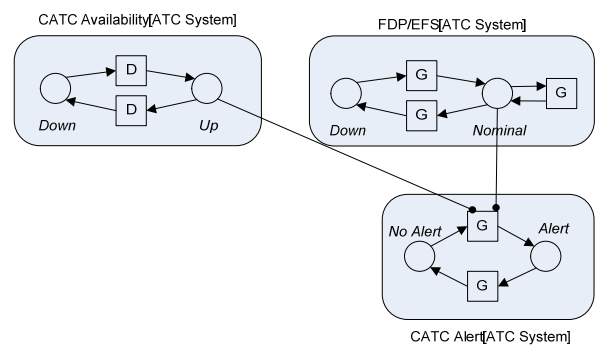 CATC Availability[ATC System]
D
D
Down
Up
FDP/EFS[ATC System]
G
G
G
Down
Nominal
G
No Alert
Alert
G
CATC Alert[ATC System]